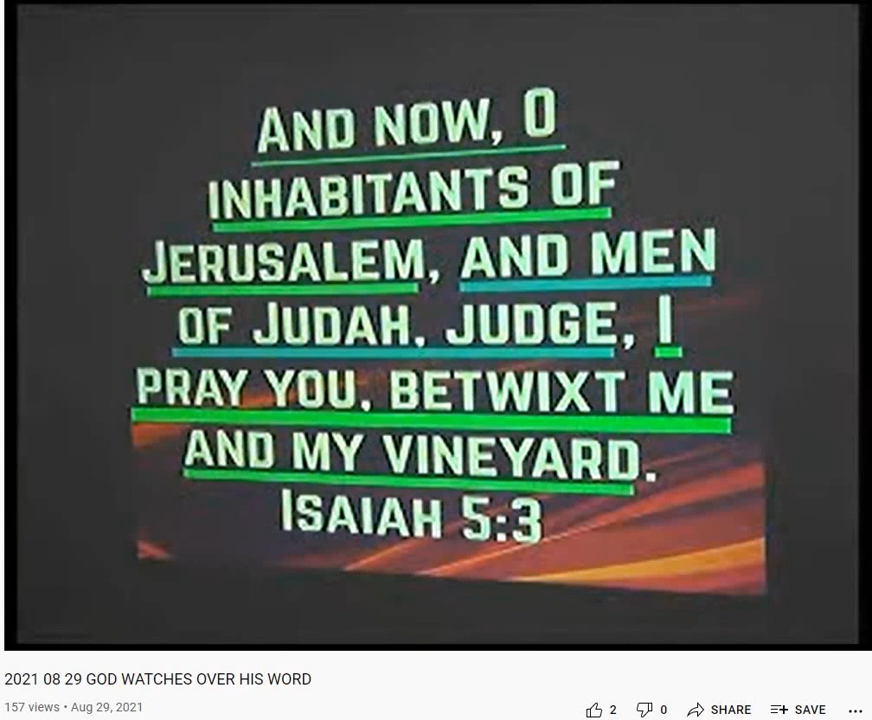 And now, O
inhabitants of
Jerusalem, and men
of Judah, judge, I
pray you, betwixt me
and my vineyard.
Isaiah 5:3
2021 08 29 GOD WATCHES OVER HIS WORD
157 views • Aug 29, 2021
2 0 SHARE SAVE